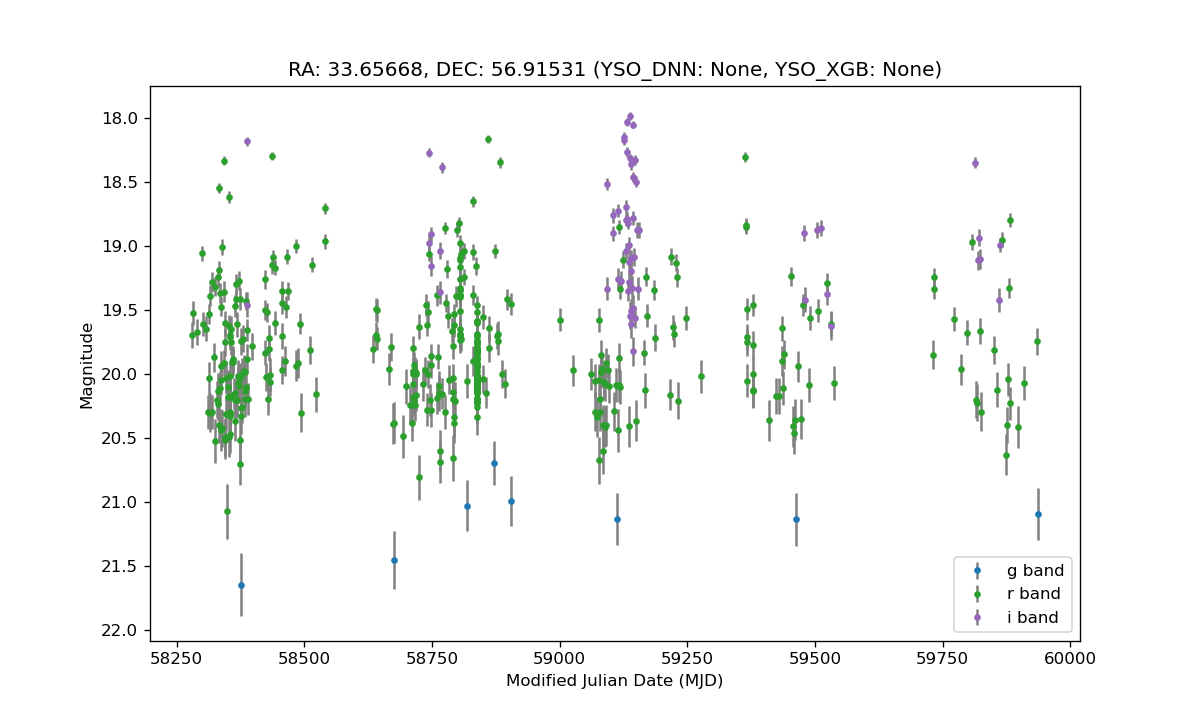 RA: 33.65668, DEC: 56.91531 (YSO_DNN: None, YSO_XGB: None)
Magnitude
18.0
18.5
19.0
19.5
20.0
20.5
21.0
21.5
22.0
g band
r band
i band
58250 58500 58750 59000 59250 59500 59750 60000
Modified Julian Date (MJD)